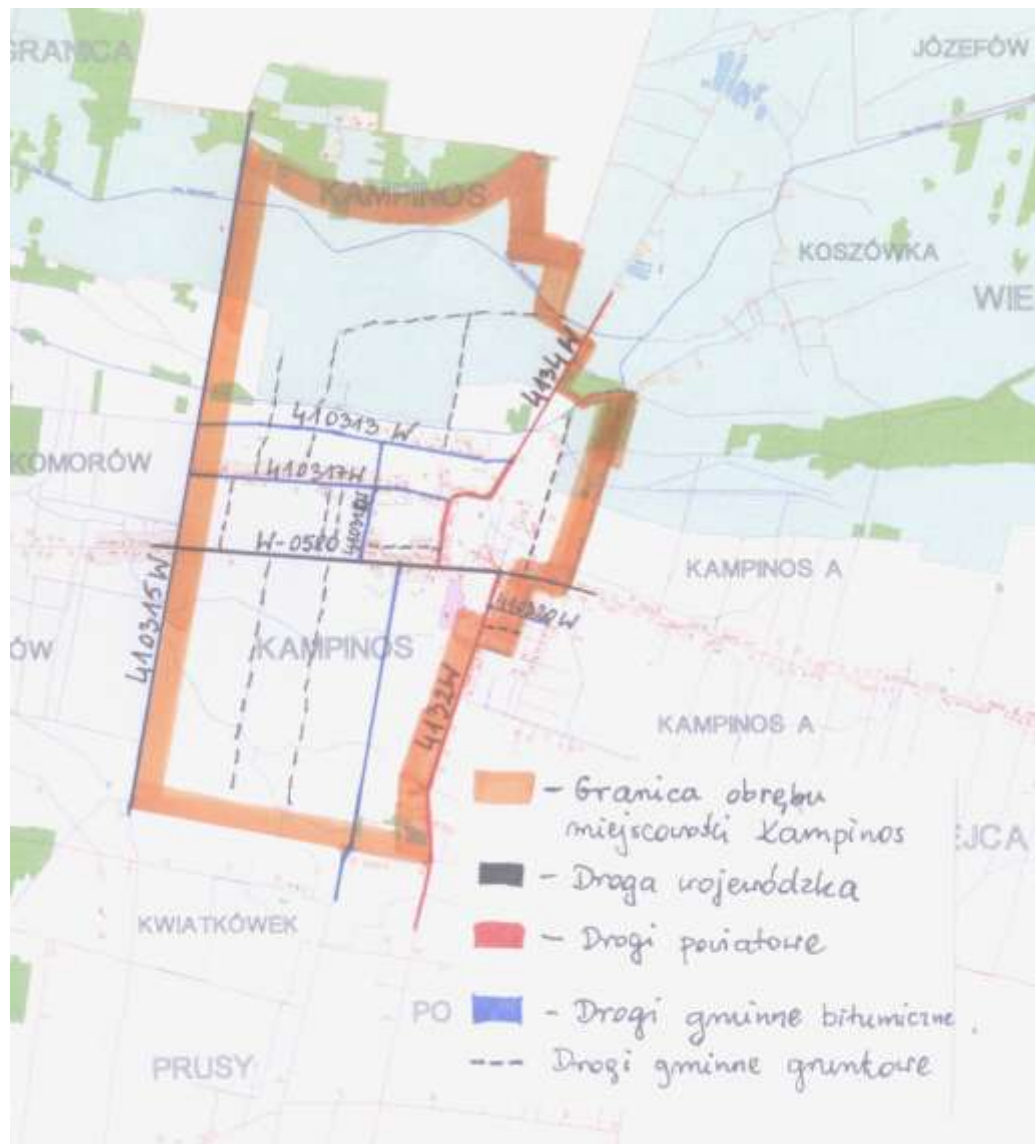 GRANICA
JÓZEFÓW
KAMPINOS
KOSZÓWKA
WIE
4134W
410313 W
KOMORÓW
410317W
W-0580
KAMPINOS A
410315W
410320W
ÓW
KAMPINOS
4132W
KAMPINOS A
- Granica obrębu
miejscowości Kampinos
EJCA
- Droga wojewódzka
KWIATKÓWEK
- Drogi powiatowe
PO
- Drogi gminne bitumiczne
PRUSY
Drogi gminne gruntowe